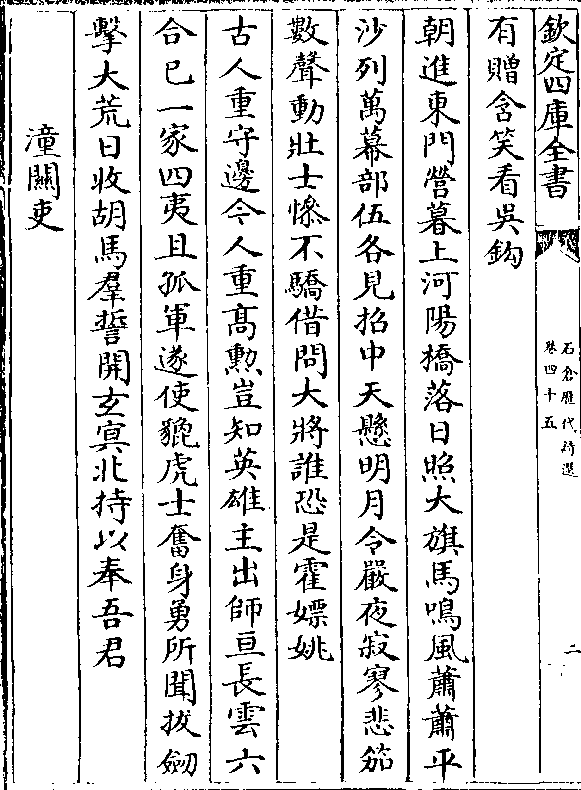 欽定四庫全書
石倉歷代詩選
卷四十五
二
有贈含笑看吳鈎
朝進東門營暮上河陽橋落日照大旗馬鳴風蕭蕭平
沙列萬幕部伍各見招中天懸明月令嚴夜寂寥悲笳
數聲動壯士慘不驕借問大將誰恐是霍嫖姚
古人重守邊今人重高勲豈知英雄主出師亘長雲六
合已一家四夷且孤軍遂使貔虎士奮身勇所聞拔劒
擊大荒日收胡馬羣誓開玄㝠北持以奉吾君
潼關吏